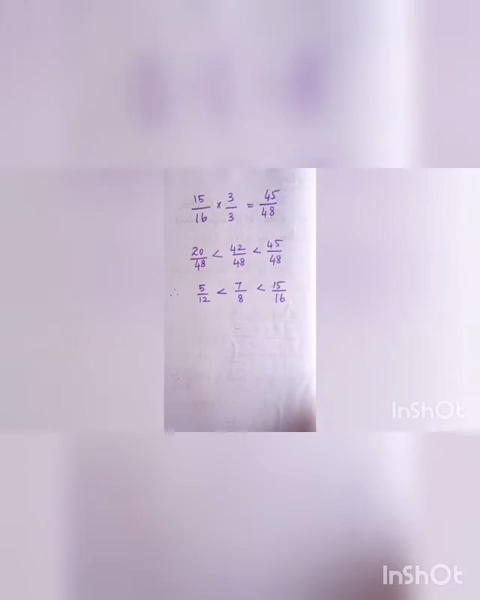 15/16 × 3/3 = 45/48
20/48 < 42/48 < 45/48
∴ 5/12 < 7/8 < 15/16
InShOt
InShOt